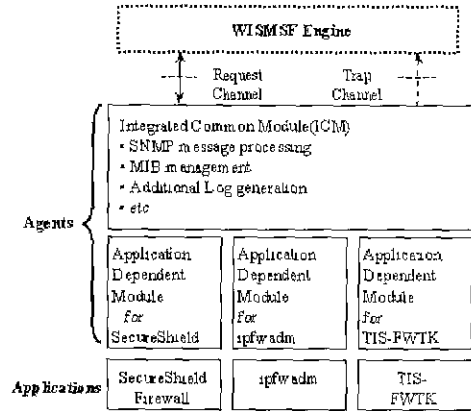 WISMSF Engine
Request
Channel
Trap
Channel
Integrated Common Module(ICM)
• SNMP message processing
• MIB management
• Additional Log generation
• etc
Agents
Application
Dependent
Module
for
SecureShield
Application
Dependent
Module
for
ipfwadm
Application
Dependent
Module
for
TIS-FWTK
Applications
SecureShield
Firewall
ipfwadm
TIS-
FWTK